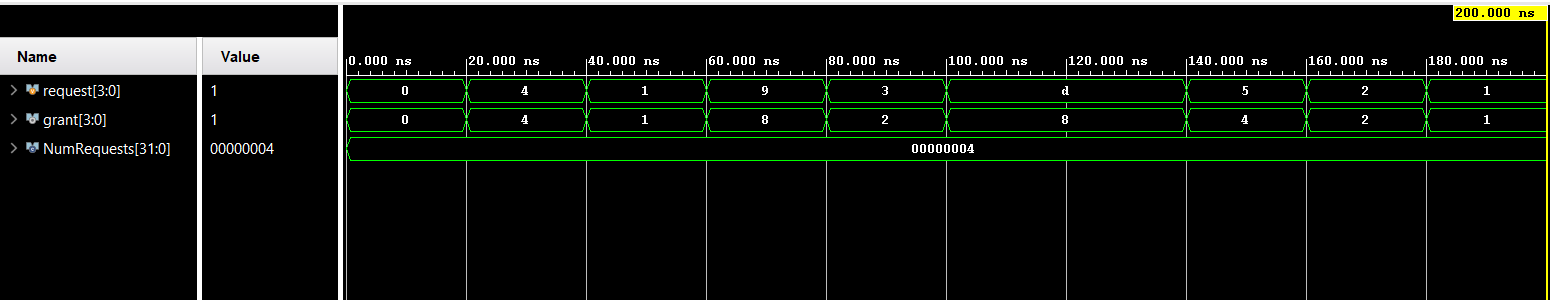 200.000 ns
Name Value
0.000 ns 20.000 ns 40.000 ns 60.000 ns 80.000 ns 100.000 ns 120.000 ns 140.000 ns 160.000 ns 180.000 ns
request[3:0] 1 0 4 1 9 3 d 5 2 1
grant[3:0] 1 0 4 1 8 2 8 4 2 1
NumRequests[31:0] 00000004 00000004